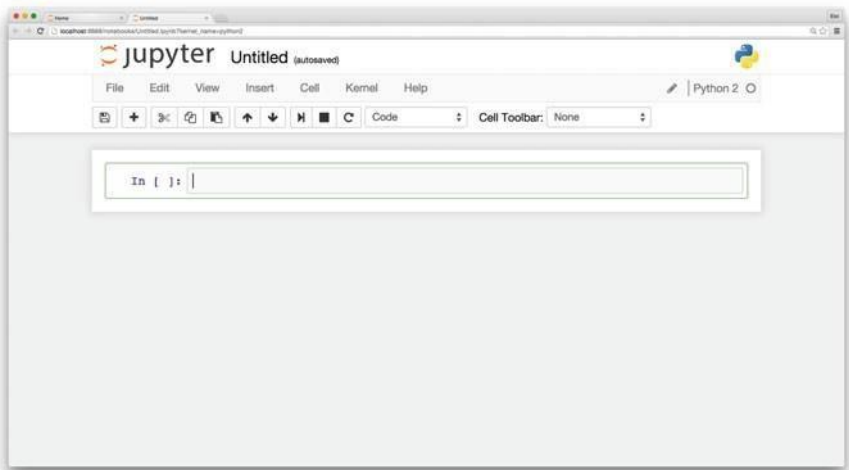 Home Untitled Eni
localhost:8888/notebooks/Untitled.ipynb?kernel_name=python2
jupyter Untitled (autosaved)
File Edit View Insert Cell Kernel Help Python 2
Code Cell Toolbar: None
In [ ]: